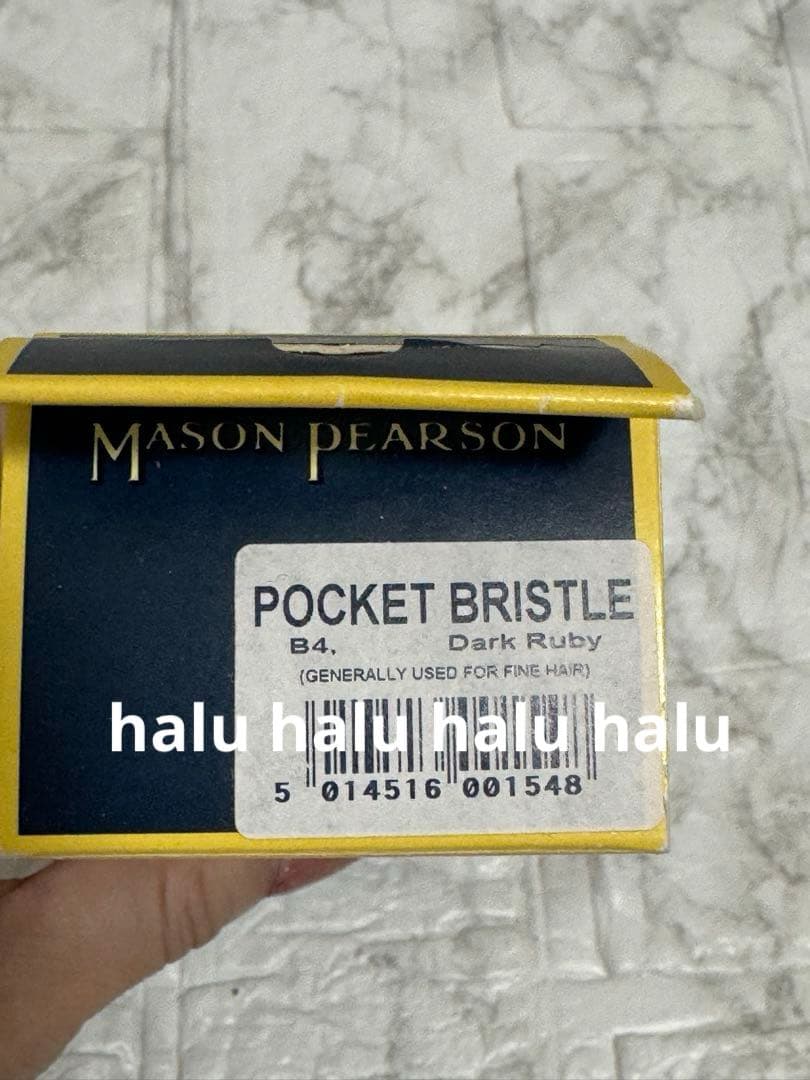 MASON PEARSON
POCKET BRISTLE
B4, Dark Ruby
(GENERALLY USED FOR FINE HAIR)
halu halu halu halu
5 014516 001548